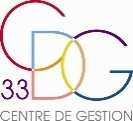 CDG
33
CENTRE DE GESTION